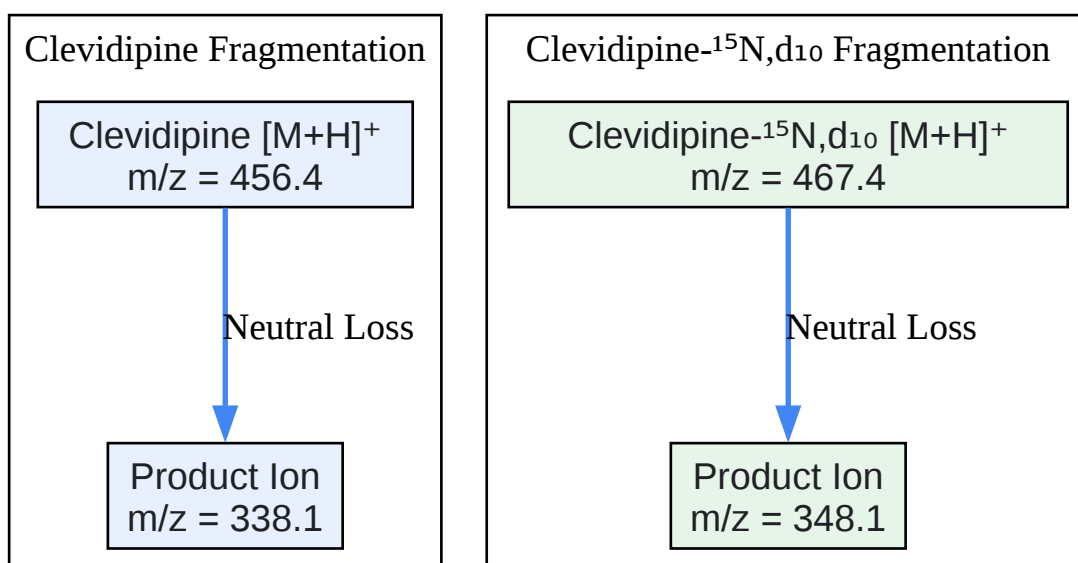 Clevidipine Fragmentation
Clevidipine [M+H]⁺
m/z = 456.4
Neutral Loss
Product Ion
m/z = 338.1
Clevidipine-¹⁵N,d₁₀ Fragmentation
Clevidipine-¹⁵N,d₁₀ [M+H]⁺
m/z = 467.4
Neutral Loss
Product Ion
m/z = 348.1